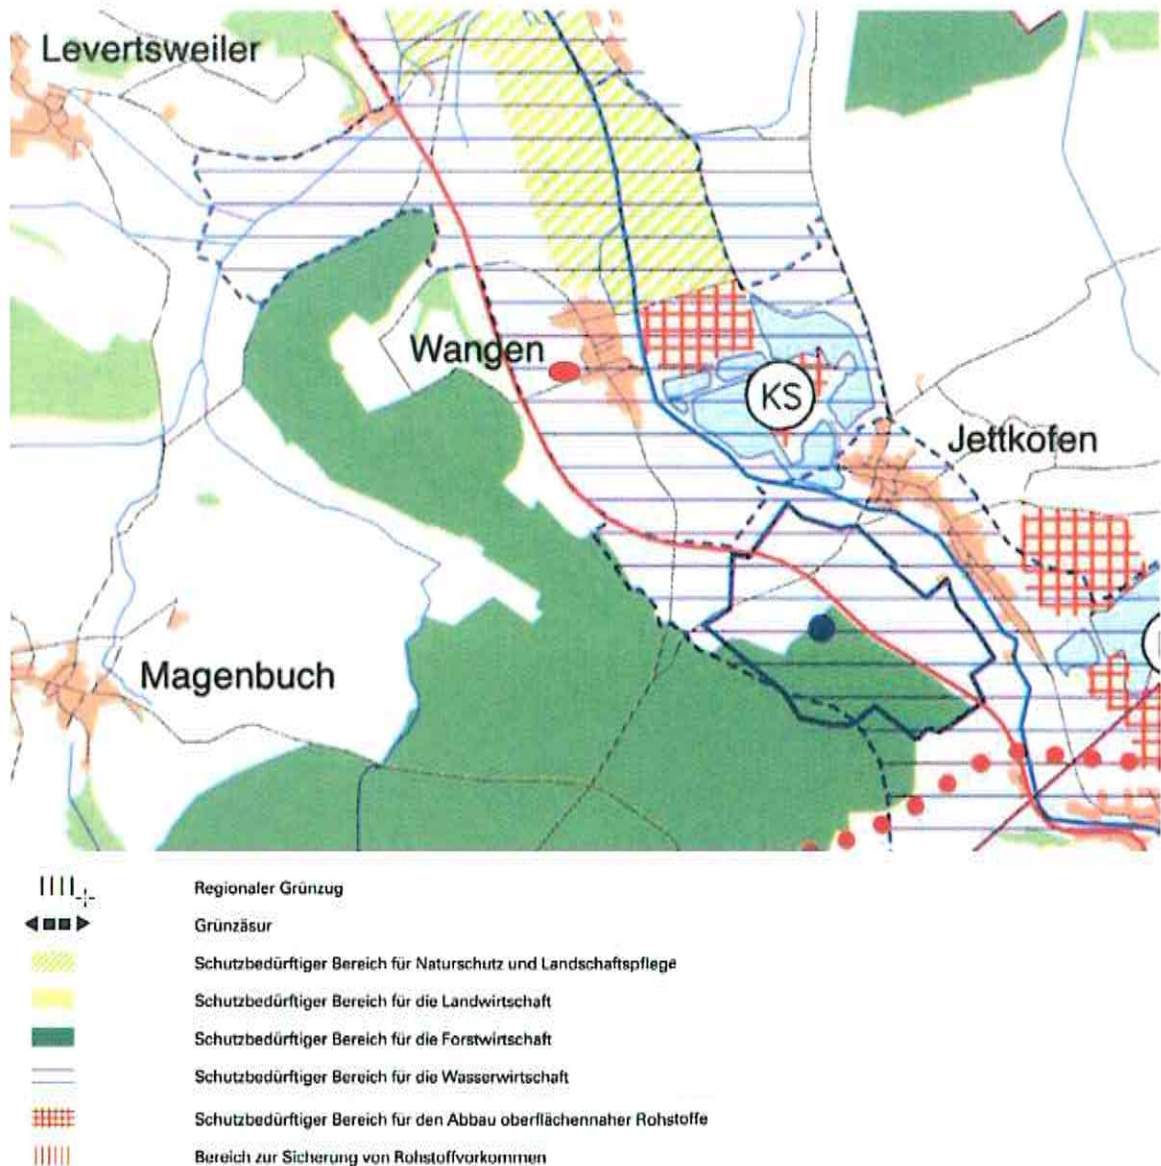 Levertsweiler
Wangen
KS
Jettkofen
Magenbuch
Regionaler Grünzug
Grünzäsur
Schutzbedürftiger Bereich für Naturschutz und Landschaftspflege
Schutzbedürftiger Bereich für die Landwirtschaft
Schutzbedürftiger Bereich für die Forstwirtschaft
Schutzbedürftiger Bereich für die Wasserwirtschaft
Schutzbedürftiger Bereich für den Abbau oberflächennaher Rohstoffe
Bereich zur Sicherung von Rohstoffvorkommen